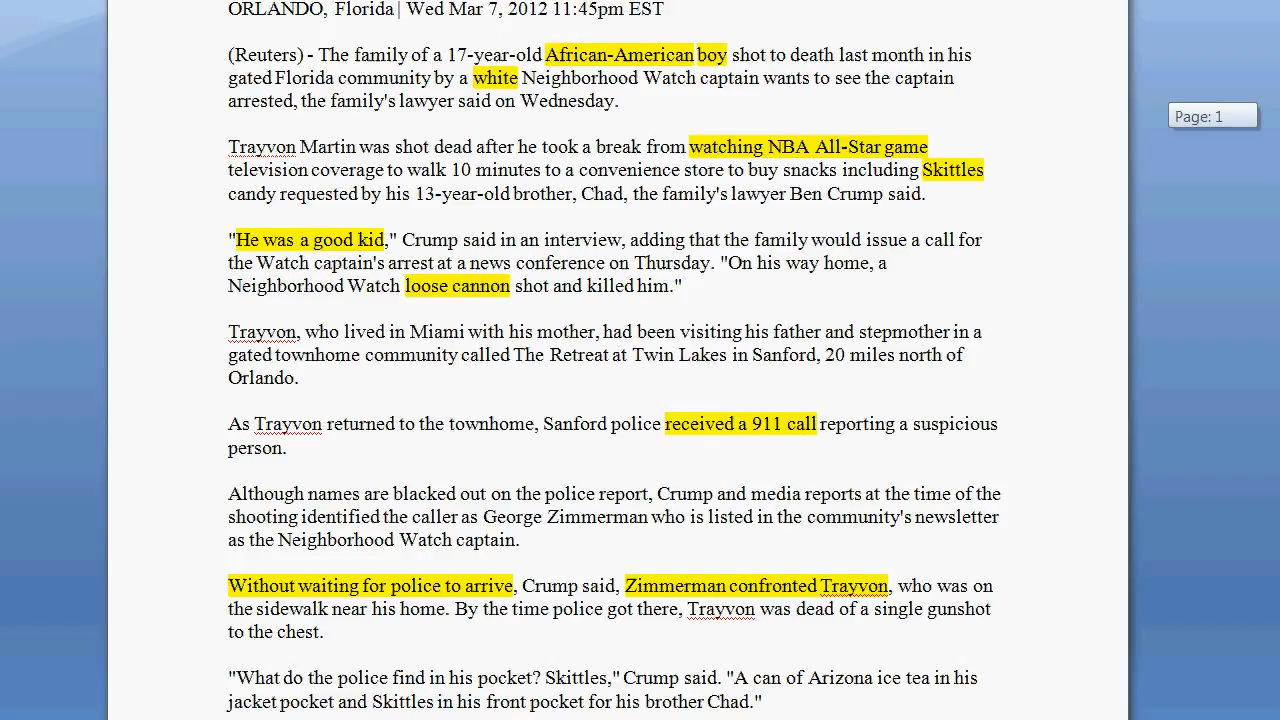 ORLANDO, Florida | Wed Mar 7, 2012 11:45pm EST
(Reuters) - The family of a 17-year-old African-American boy shot to death last month in his
gated Florida community by a white Neighborhood Watch captain wants to see the captain
arrested, the family's lawyer said on Wednesday.
Page: 1
Trayvon Martin was shot dead after he took a break from watching NBA All-Star game
television coverage to walk 10 minutes to a convenience store to buy snacks including Skittles
candy requested by his 13-year-old brother, Chad, the family's lawyer Ben Crump said.
"He was a good kid," Crump said in an interview, adding that the family would issue a call for
the Watch captain's arrest at a news conference on Thursday. "On his way home, a
Neighborhood Watch loose cannon shot and killed him."
Trayvon, who lived in Miami with his mother, had been visiting his father and stepmother in a
gated townhome community called The Retreat at Twin Lakes in Sanford, 20 miles north of
Orlando.
As Trayvon returned to the townhome, Sanford police received a 911 call reporting a suspicious
person.
Although names are blacked out on the police report, Crump and media reports at the time of the
shooting identified the caller as George Zimmerman who is listed in the community's newsletter
as the Neighborhood Watch captain.
Without waiting for police to arrive, Crump said, Zimmerman confronted Trayvon, who was on
the sidewalk near his home. By the time police got there, Trayvon was dead of a single gunshot
to the chest.
"What do the police find in his pocket? Skittles," Crump said. "A can of Arizona ice tea in his
jacket pocket and Skittles in his front pocket for his brother Chad."